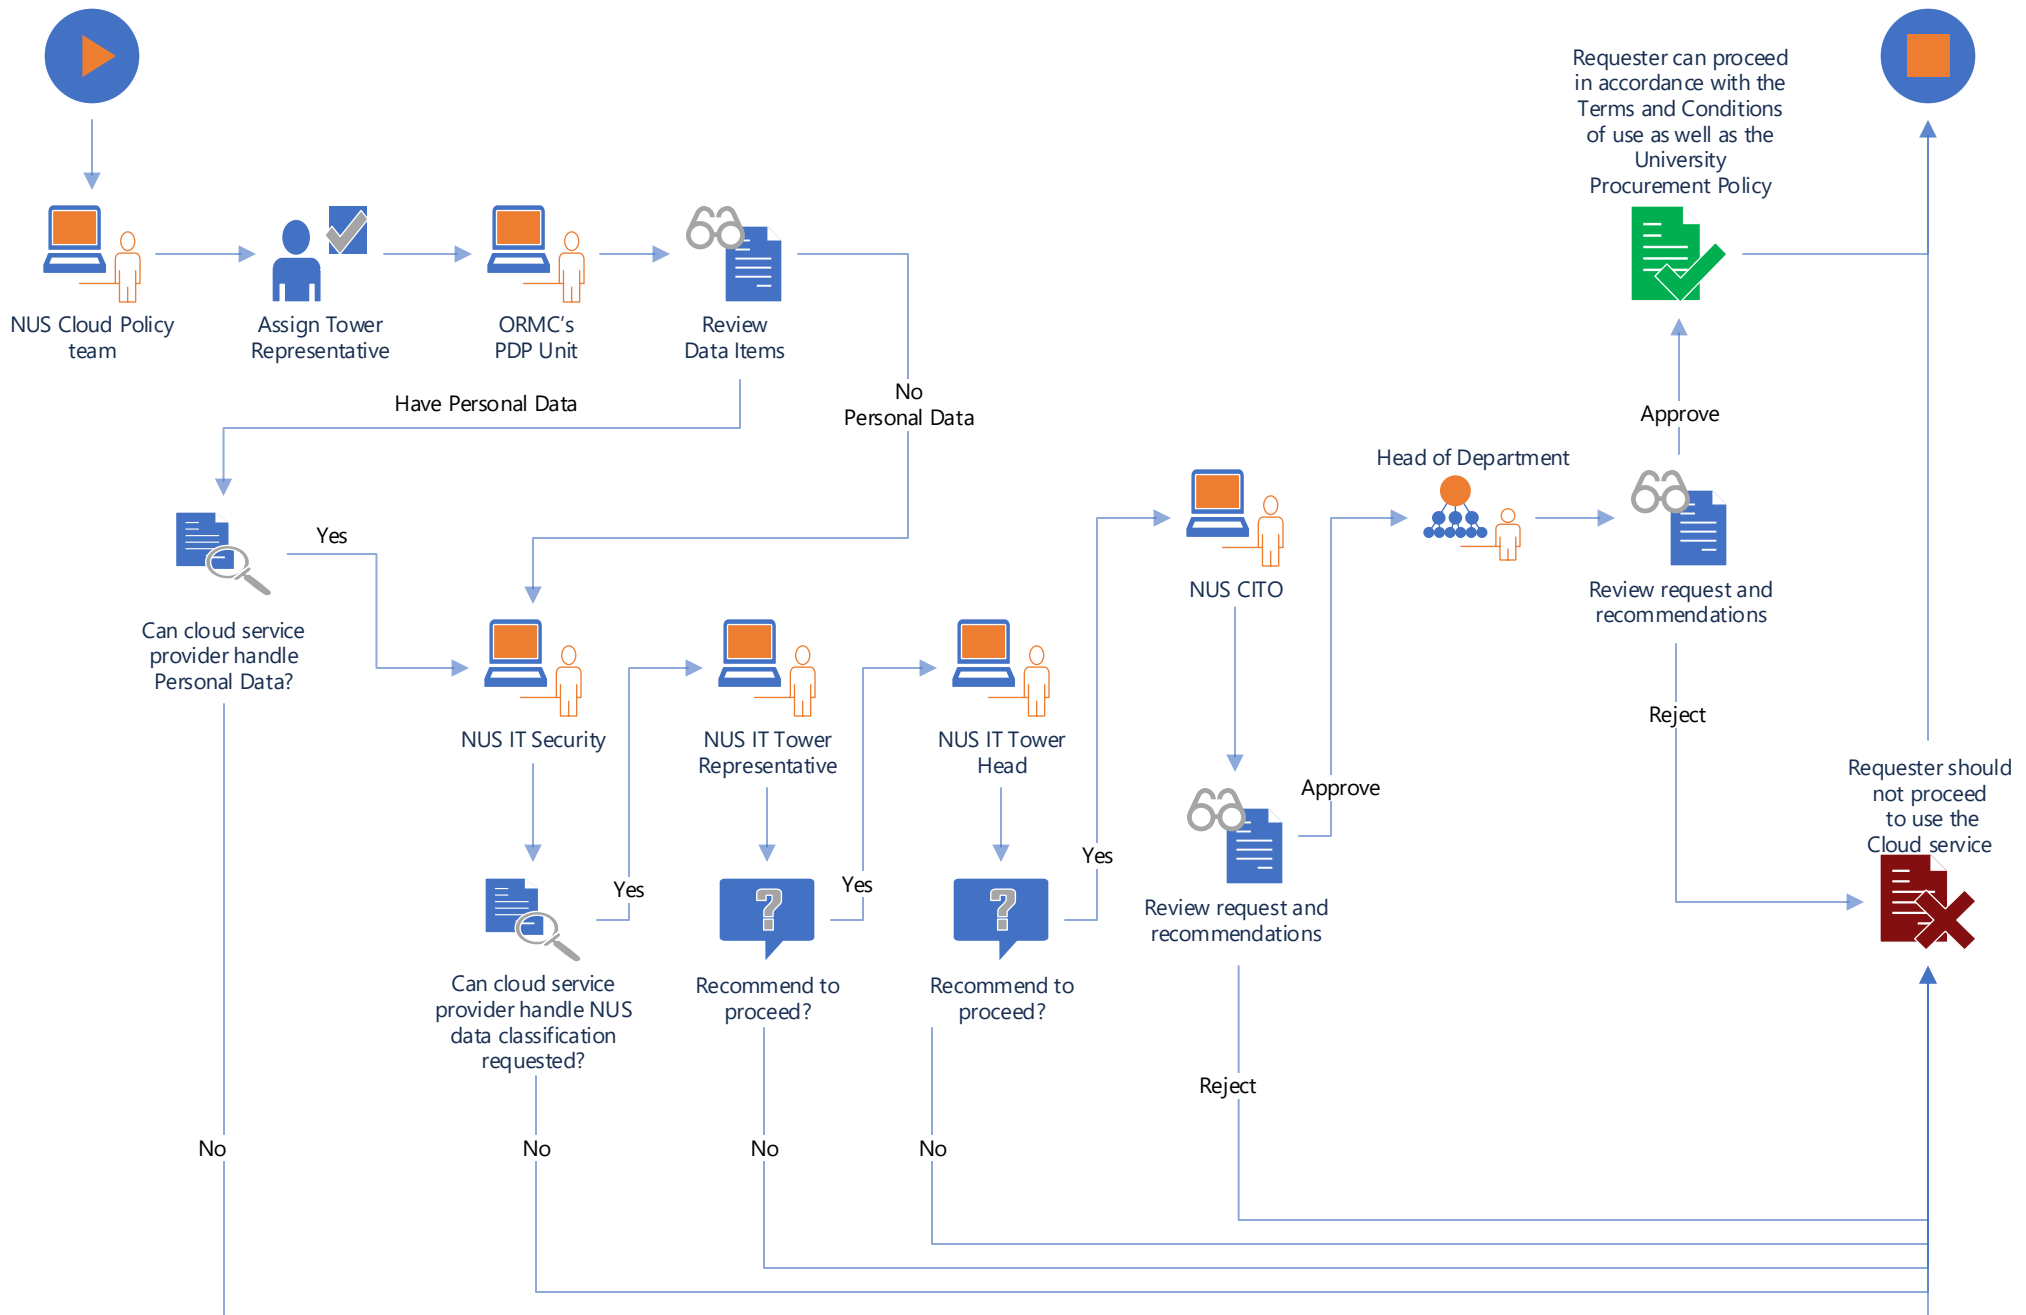 Requester can proceed
in accordance with the
Terms and Conditions
of use as well as the
University
Procurement Policy
NUS Cloud Policy
team
Assign Tower
Representative
ORMC's
PDP Unit
Review
Data Items
Have Personal Data
No
Personal Data
Approve
Head of Department
Yes
NUS CITO
Review request and
recommendations
Can cloud service
provider handle
Personal Data?
Reject
NUS IT Security
NUS IT Tower
Representative
NUS IT Tower
Head
Requester should
not proceed
to use the
Cloud service
Approve
Yes
Yes
Yes
Review request and
recommendations
Can cloud service
provider handle NUS
data classification
requested?
Recommend to
proceed?
Recommend to
proceed?
Reject
No
No
No
No